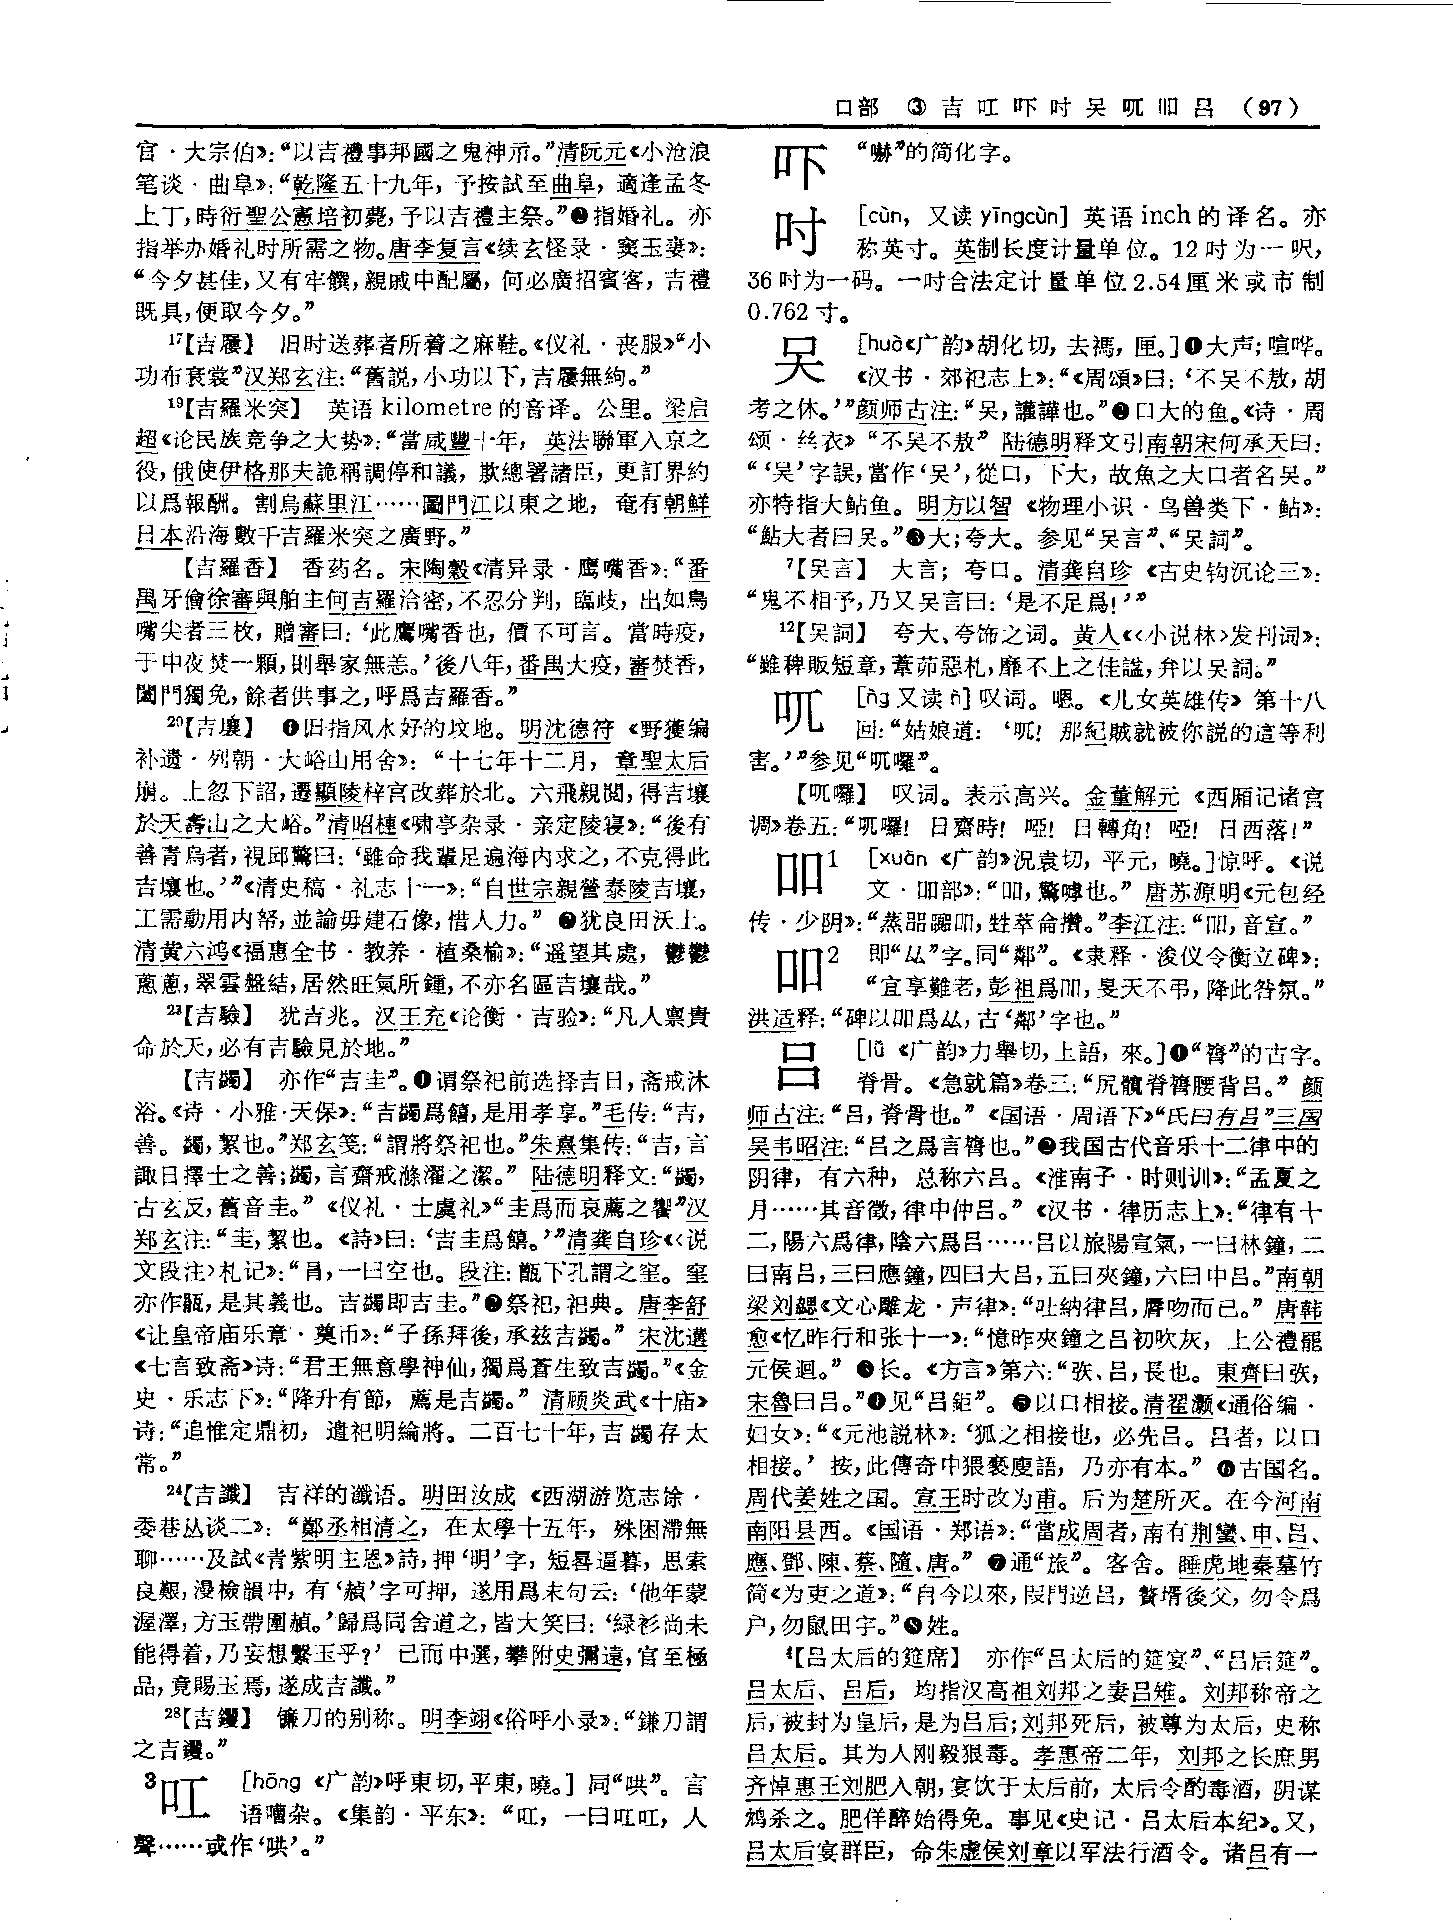 口部 ③ 吉叿吓吋吴吪吅吕 (97)
官·大宗伯》:“以吉禮事邦國之鬼神示。”清阮元《小沧浪
笔谈·曲阜》:“乾隆五十九年,予按試至曲阜,適逢孟冬
上丁,時衍聖公憲培初薨,予以吉禮主祭。”❷指婚礼。亦
指举办婚礼时所需之物。唐李复言《续玄怪录·窦玉妻》:
“今夕甚佳,又有牢饌,親戚中配屬,何必廣招賓客,吉禮
既具,便取今夕。”
17【吉屨】 旧时送葬者所着之麻鞋。《仪礼·丧服》“小
功布衰裳”汉郑玄注:“舊説,小功以下,吉屨無絇。”
19【吉羅米突】 英语kilometre的音译。公里。梁启
超《论民族竞争之大势》:“當咸豐十年,英法聯軍入京之
役,俄使伊格那夫詭稱調停和議,欺總署諸臣,更訂界約
以爲報酬。割烏蘇里江……圖門江以東之地,奄有朝鮮
日本沿海數千吉羅米突之廣野。”
【吉羅香】 香药名。宋陶穀《清异录·鹰嘴香》:“番
禺牙儈徐審與舶主何吉羅洽密,不忍分判,臨歧,出如鳥
嘴尖者三枚,贈審曰:‘此鷹嘴香也,價不可言。當時疫,
于中夜焚一顆,則舉家無恙。’後八年,番禺大疫,審焚香,
闔門獨免,餘者供事之,呼爲吉羅香。”
20【吉壤】 ❶旧指风水好的坟地。明沈德符《野獲编
补遗·列朝·大峪山用舍》:“十七年十二月,章聖太后
崩。上忽下詔,遷顯陵梓宫改葬於北。六飛親閲,得吉壤
於天壽山之大峪。”清昭槤《啸亭杂录·亲定陵寝》:“後有
善青烏者,視邱驚曰:‘雖命我輩足遍海内求之,不克得此
吉壤也。’”《清史稿·礼志十一》:“自世宗親營泰陵吉壤,
工需動用内帑,並諭毋建石像,惜人力。”❷犹良田沃土。
清黄六鸿《福惠全书·教养·植桑榆》:“遥望其處,鬱鬱
蔥蔥,翠雲盤結,居然旺氣所鍾,不亦名區吉壤哉。”
23【吉驗】 犹吉兆。汉王充《论衡·吉验》:“凡人禀貴
命於天,必有吉驗見於地。”
【吉蠲】 亦作“吉圭”。❶谓祭祀前选择吉日,斋戒沐
浴。《诗·小雅·天保》:“吉蠲爲饎,是用孝享。”毛传:“吉,
善。蠲,絜也。”郑玄笺:“謂將祭祀也。”朱熹集传:“吉,言
諏日擇士之善;蠲,言齋戒滌濯之潔。”陆德明释文:“蠲,
古玄反,舊音圭。”《仪礼·士虞礼》“圭爲而哀薦之饗”汉
郑玄注:“圭,絜也。《詩》曰:‘吉圭爲饎。’”清龚自珍《〈说
文段注〉札记》:“肙,一曰空也。段注:甑下孔謂之窐。窐
亦作䏿,是其義也。吉蠲即吉圭。”❷祭祀,祀典。唐李舒
《让皇帝庙乐章·奠币》:“子孫拜後,承兹吉蠲。”宋沈遘
《七言致斋》诗:“君王無意學神仙,獨爲蒼生致吉蠲。”《金
史·乐志下》:“降升有節,薦是吉蠲。”清顾炎武《十庙》
诗:“追惟定鼎初,遺祀明綸將。二百七十年,吉蠲存太
常。”
24【吉讖】 吉祥的谶语。明田汝成《西湖游览志馀·
委巷丛谈二》:“鄭丞相清之,在太學十五年,殊困滯無
聊……及試《青紫明主恩》詩,押‘明’字,短晷逼暮,思索
良艱,漫檢韻中,有‘赬’字可押,遂用爲末句云:‘他年蒙
渥澤,方玉帶圍赬。’歸爲同舍道之,皆大笑曰:‘緑衫尚未
能得着,乃妄想繫玉乎?’已而中選,攀附史彌遠,官至極
品,竟賜玉焉,遂成吉讖。”
28【吉钁】 镰刀的别称。明李翊《俗呼小录》:“鎌刀謂
之吉钁。”
3叿 [hōng《广韵》呼東切,平東,曉。]同“哄”。言
语嘈杂。《集韵·平东》:“叿,一曰叿叿,人
聲……或作‘哄’。”
吓 “嚇”的简化字。
吋 [cùn,又读yīngcùn]英语inch的译名。亦
称英寸。英制长度计量单位。12吋为一呎,
36吋为一码。一吋合法定计量单位2.54厘米或市制
0.762寸。
吴 [huà《广韵》胡化切,去禡,匣。]❶大声;喧哗。
《汉书·郊祀志上》:“《周頌》曰:‘不吴不敖,胡
考之休。’”颜师古注:“吴,讙譁也。”❷口大的鱼。《诗·周
颂·丝衣》“不吴不敖”陆德明释文引南朝宋何承天曰:
“‘吴’字誤,當作‘吴’,從口,下大,故魚之大口者名吴。”
亦特指大鲇鱼。明方以智《物理小识·鸟兽类下·鲇》:
“鮎大者曰吴。”❸大;夸大。参见“吴言”、“吴詞”。
7【吴言】 大言;夸口。清龚自珍《古史钩沉论三》:
“鬼不相予,乃又吴言曰:‘是不足爲!’”
12【吴詞】 夸大、夸饰之词。黄人《〈小说林〉发刊词》:
“雖稗販短章,葦茆惡札,靡不上之佳謚,弁以吴詞。”
吪 [ńg又读ń]叹词。嗯。《儿女英雄传》第十八
回:“姑娘道:‘吪!那紀賊就被你説的這等利
害。’”参见“吪囉”。
【吪囉】 叹词。表示高兴。金董解元《西厢记诸宫
调》卷五:“吪囉!日齋時!啞!日轉角!啞!日西落!”
吅1 [xuān《广韵》況袁切,平元,曉。]惊呼。《说
文·吅部》:“吅,驚嘑也。”唐苏源明《元包经
传·少阴》:“蒸㗊䚕吅,甡萃侖攢。”李江注:“吅,音宣。”
吅2 即“厸”字。同“鄰”。《隶释·浚仪令衡立碑》:
“宜享難老,彭祖爲吅,旻天不弔,降此咎氛。”
洪适释:“碑以吅爲厸,古‘鄰’字也。”
吕 [lǚ《广韵》力舉切,上語,來。]❶“膂”的古字。
脊骨。《急就篇》卷三:“尻髖脊膂腰背吕。”颜
师古注:“吕,脊骨也。”《国语·周语下》“氏曰有吕”三国
吴韦昭注:“吕之爲言膂也。”❷我国古代音乐十二律中的
阴律,有六种,总称六吕。《淮南子·时则训》:“孟夏之
月……其音徵,律中仲吕。”《汉书·律历志上》:“律有十
二,陽六爲律,陰六爲吕……吕以旅陽宣氣,一曰林鐘,二
曰南吕,三曰應鐘,四曰大吕,五曰夾鐘,六曰中吕。”南朝
梁刘勰《文心雕龙·声律》:“吐納律吕,脣吻而已。”唐韩
愈《忆昨行和张十一》:“憶昨夾鐘之吕初吹灰,上公禮罷
元侯迴。”❸长。《方言》第六:“㢮、吕,長也。東齊曰㢮,
宋魯曰吕。”❹见“吕鉅”。❺以口相接。清翟灏《通俗编·
妇女》:“《元池説林》:‘狐之相接也,必先吕。吕者,以口
相接。’按,此傳奇中猥褻廋語,乃亦有本。”❻古国名。
周代姜姓之国。宣王时改为甫。后为楚所灭。在今河南
南阳县西。《国语·郑语》:“當成周者,南有荆蠻、申、吕、
應、鄧、陳、蔡、隨、唐。”❼通“旅”。客舍。睡虎地秦墓竹
简《为吏之道》:“自今以來,叚門逆吕,贅壻後父,勿令爲
户,勿鼠田宇。”❽姓。
4【吕太后的筵席】 亦作“吕太后的筵宴”、“吕后筵”。
吕太后、吕后,均指汉高祖刘邦之妻吕雉。刘邦称帝之
后,被封为皇后,是为吕后;刘邦死后,被尊为太后,史称
吕太后。其为人刚毅狠毒。孝惠帝二年,刘邦之长庶男
齐悼惠王刘肥入朝,宴饮于太后前,太后令酌毒酒,阴谋
鸩杀之。肥佯醉始得免。事见《史记·吕太后本纪》。又,
吕太后宴群臣,命朱虚侯刘章以军法行酒令。诸吕有一